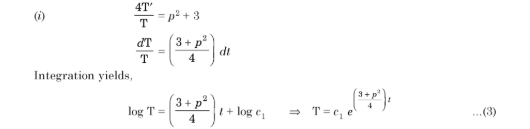 (i) 4T′/T = p² + 3
dT/T = ((3 + p²)/4) dt
Integration yields,
log T = ((3 + p²)/4) t + log c₁ ⇒ T = c₁ e^(((3 + p²)/4) t) ...(3)